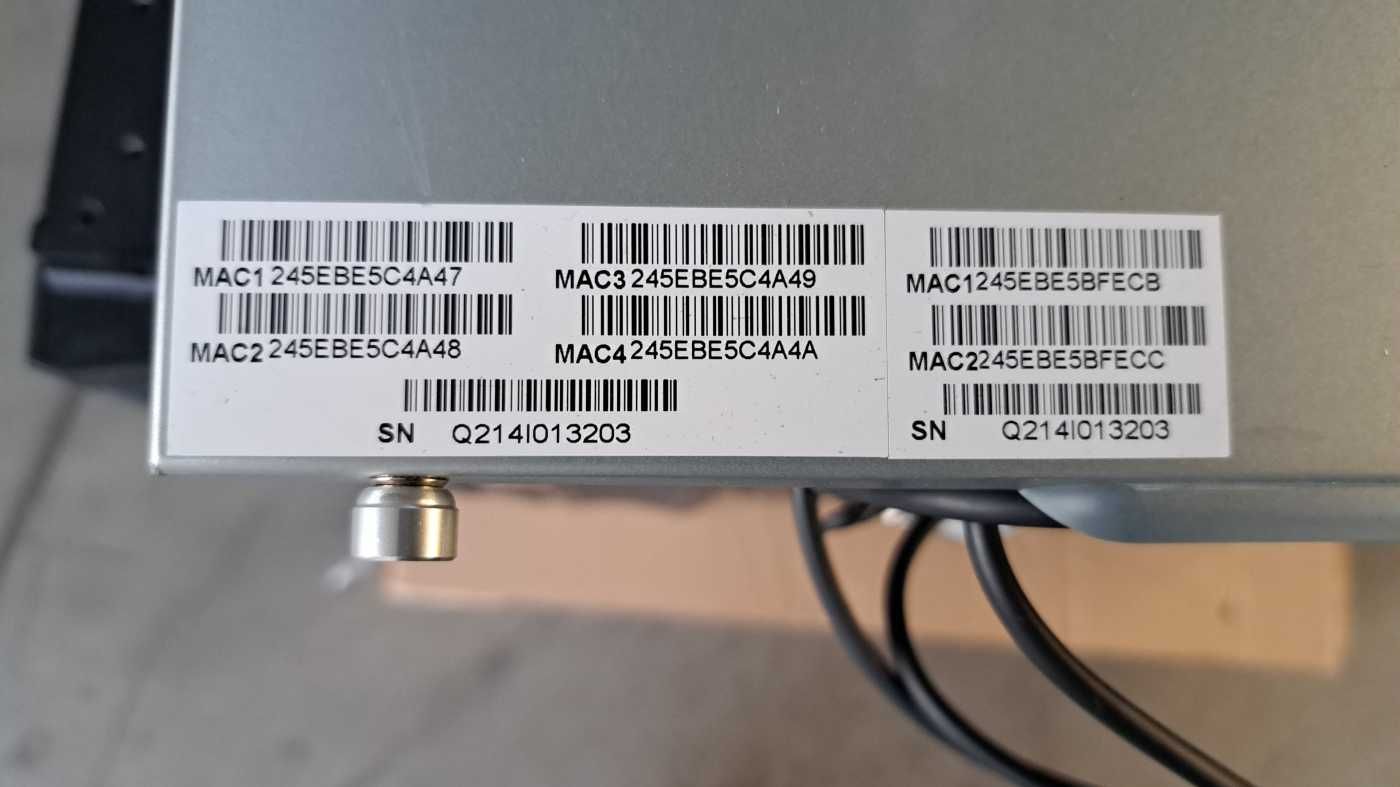 MAC1 245EBE5C4A47
MAC3 245EBE5C4A49
MAC2 245EBE5C4A48
MAC4 245EBE5C4A4A
SN Q214I013203
MAC1 245EBE5BFECB
MAC2 245EBE5BFECC
SN Q214I013203